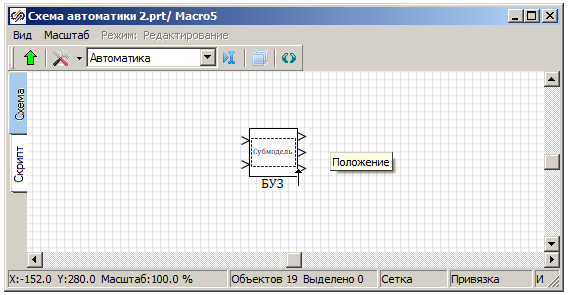 Схема автоматики 2.prt/ Macro5
Вид Масштаб Режим: Редактирование
Автоматика
Схема
Скрипт
Субмодель
БУЗ
Положение
X:-152.0 Y:280.0 Масштаб:100.0 % Объектов 19 Выделено 0 Сетка Привязка И